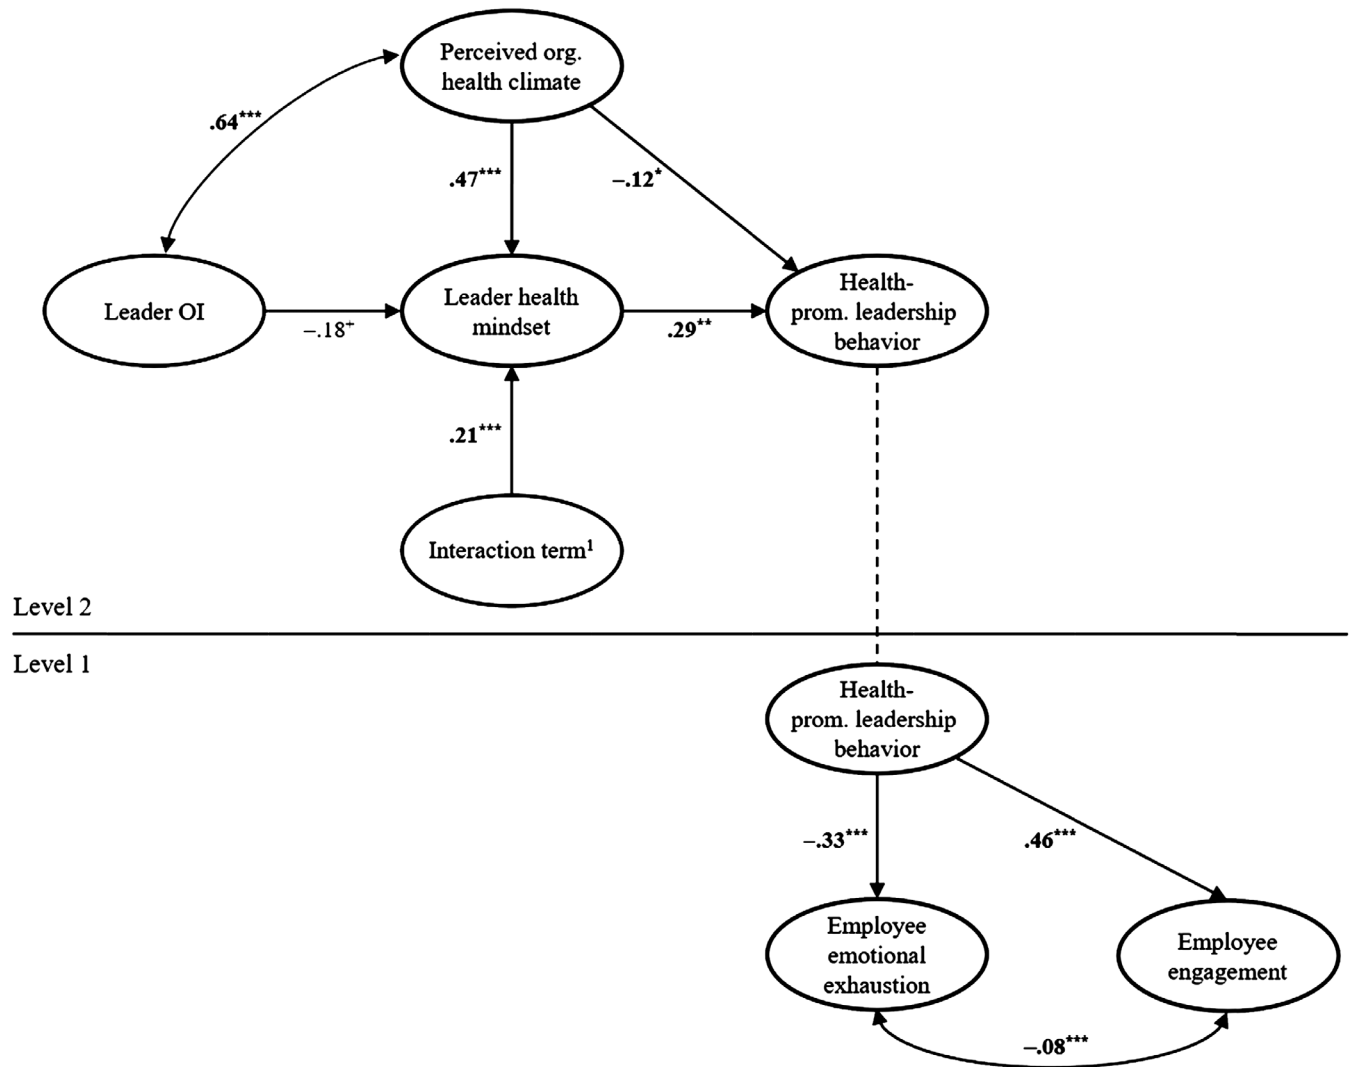 Perceived org.
health climate
.64***
.47***
–.12*
Leader OI
–.18⁺
Leader health
mindset
.29**
Health-
prom. leadership
behavior
.21***
Interaction term¹
Level 2
Level 1
Health-
prom. leadership
behavior
–.33***
.46***
Employee
emotional
exhaustion
Employee
engagement
–.08***